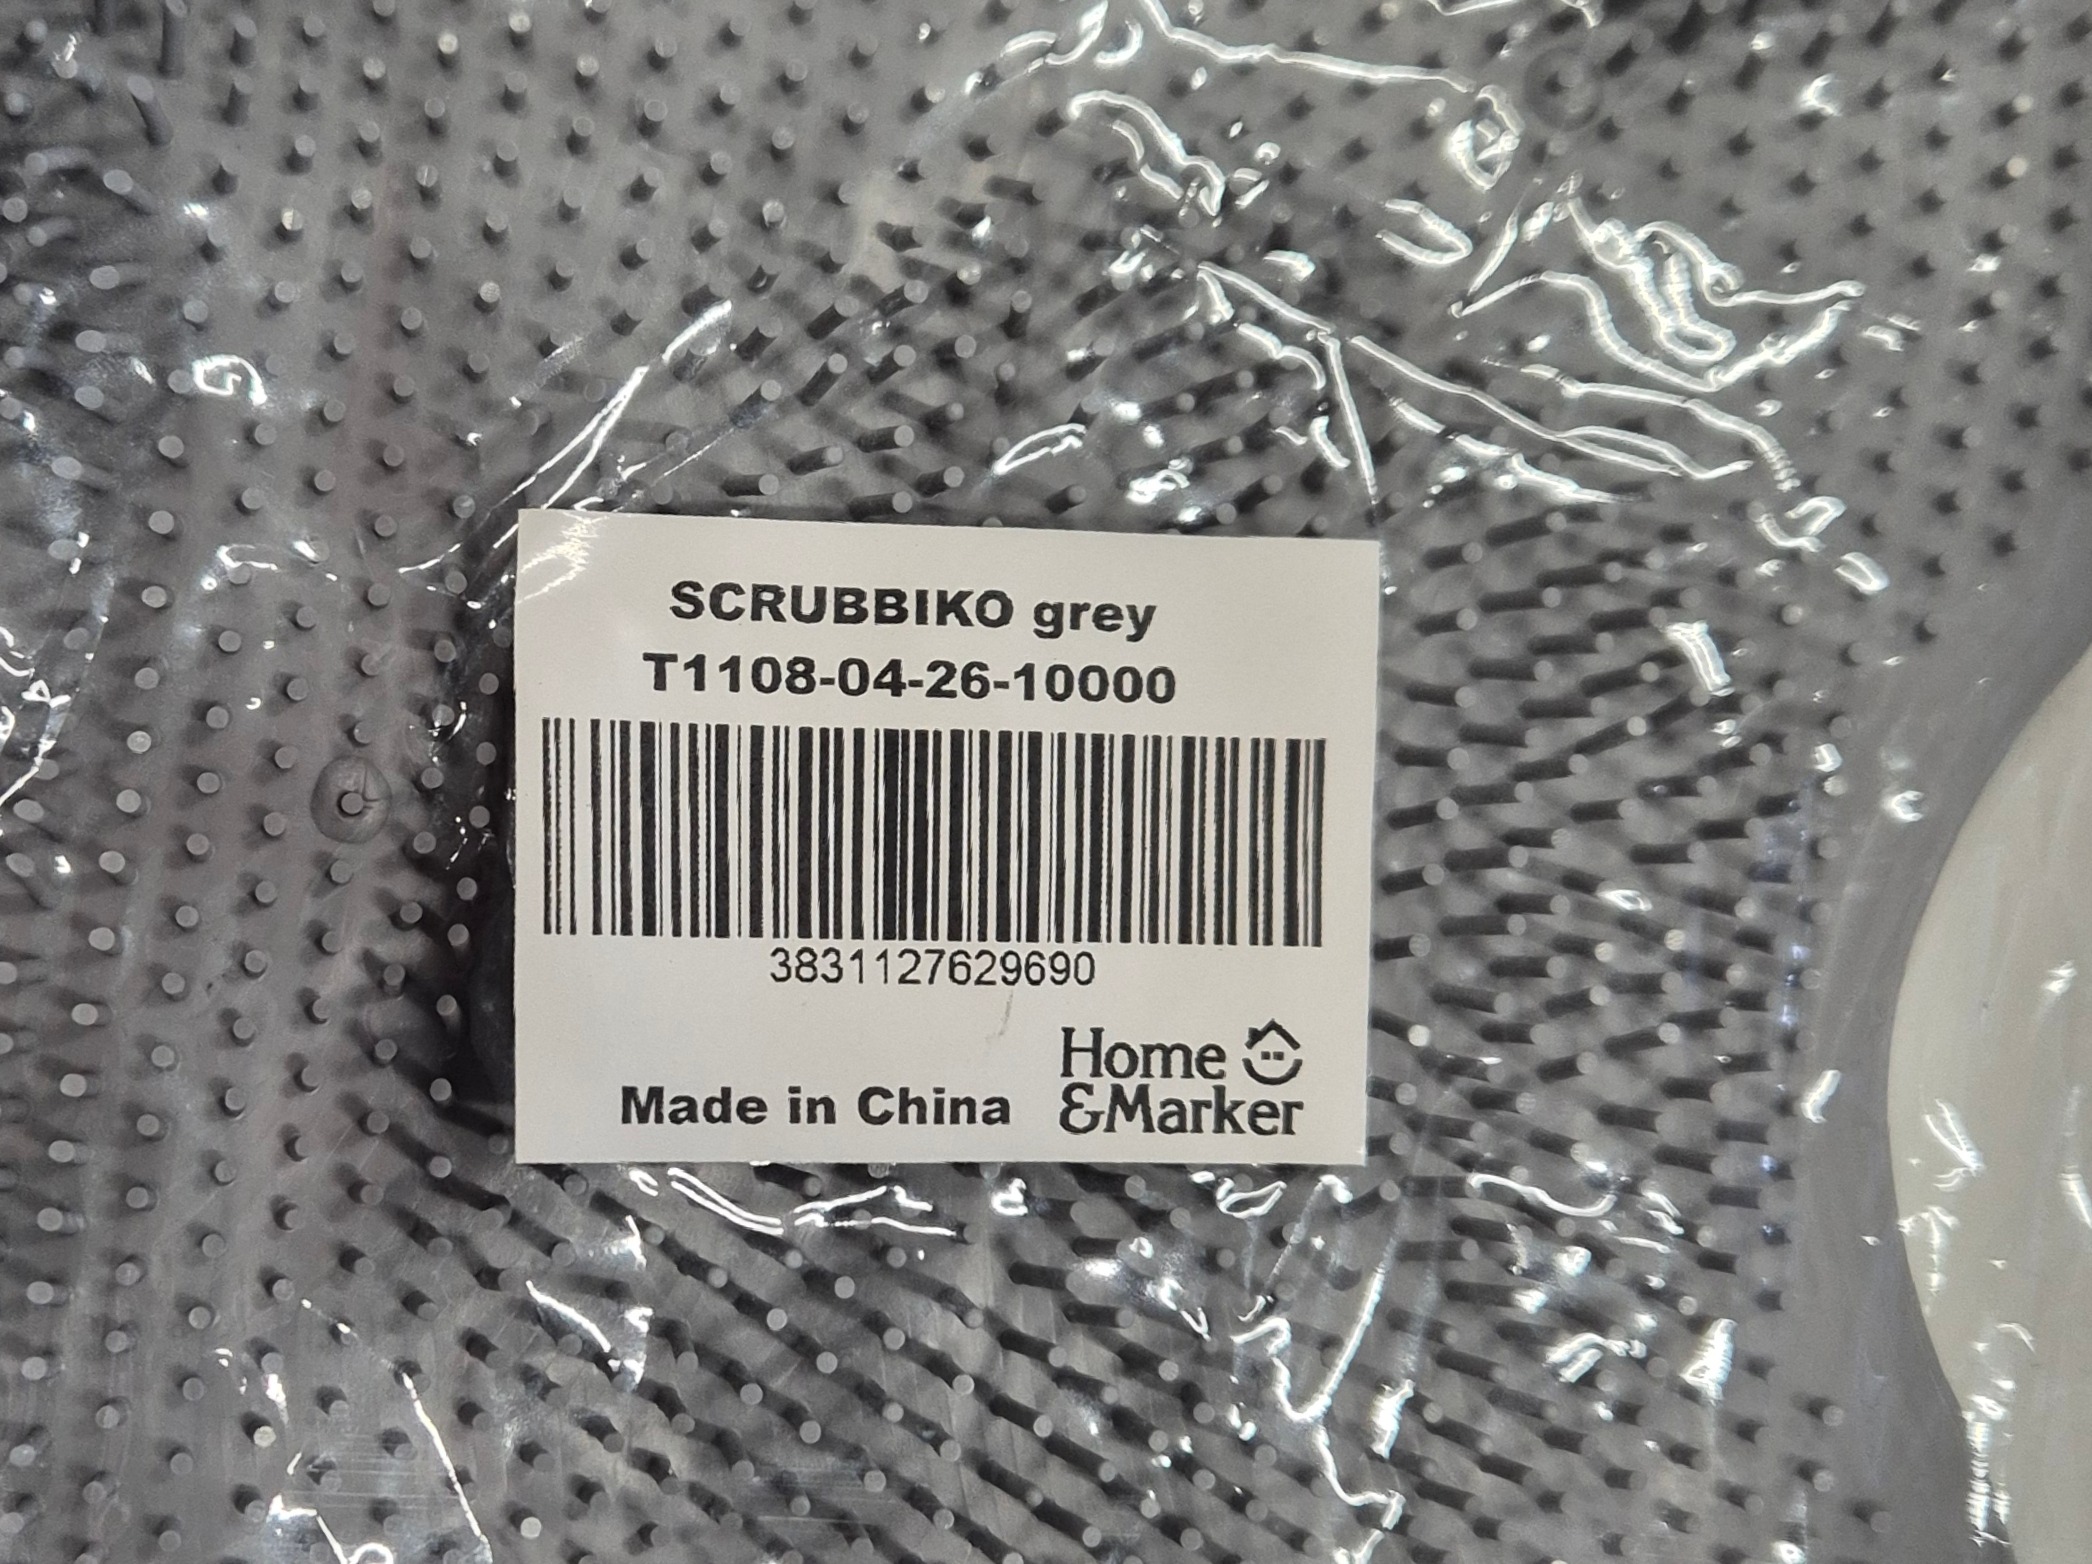 SCRUBBIKO grey
T1108-04-26-10000
3831127629690
Made in China
Home
&Marker